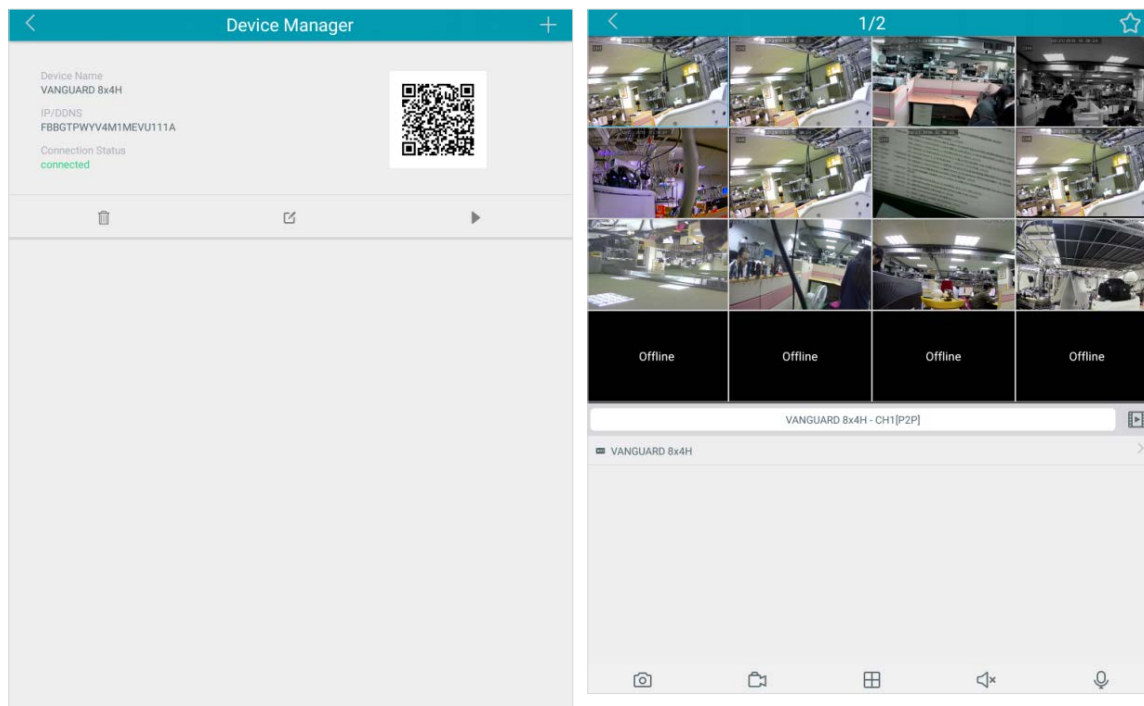 Device Manager
Device Name
VANGUARD 8x4H
IP/DDNS
FBBGTPWYV4M1MEVU111A
Connection Status
connected
1/2
Offline
Offline
Offline
Offline
VANGUARD 8x4H - CH1[P2P]
VANGUARD 8x4H